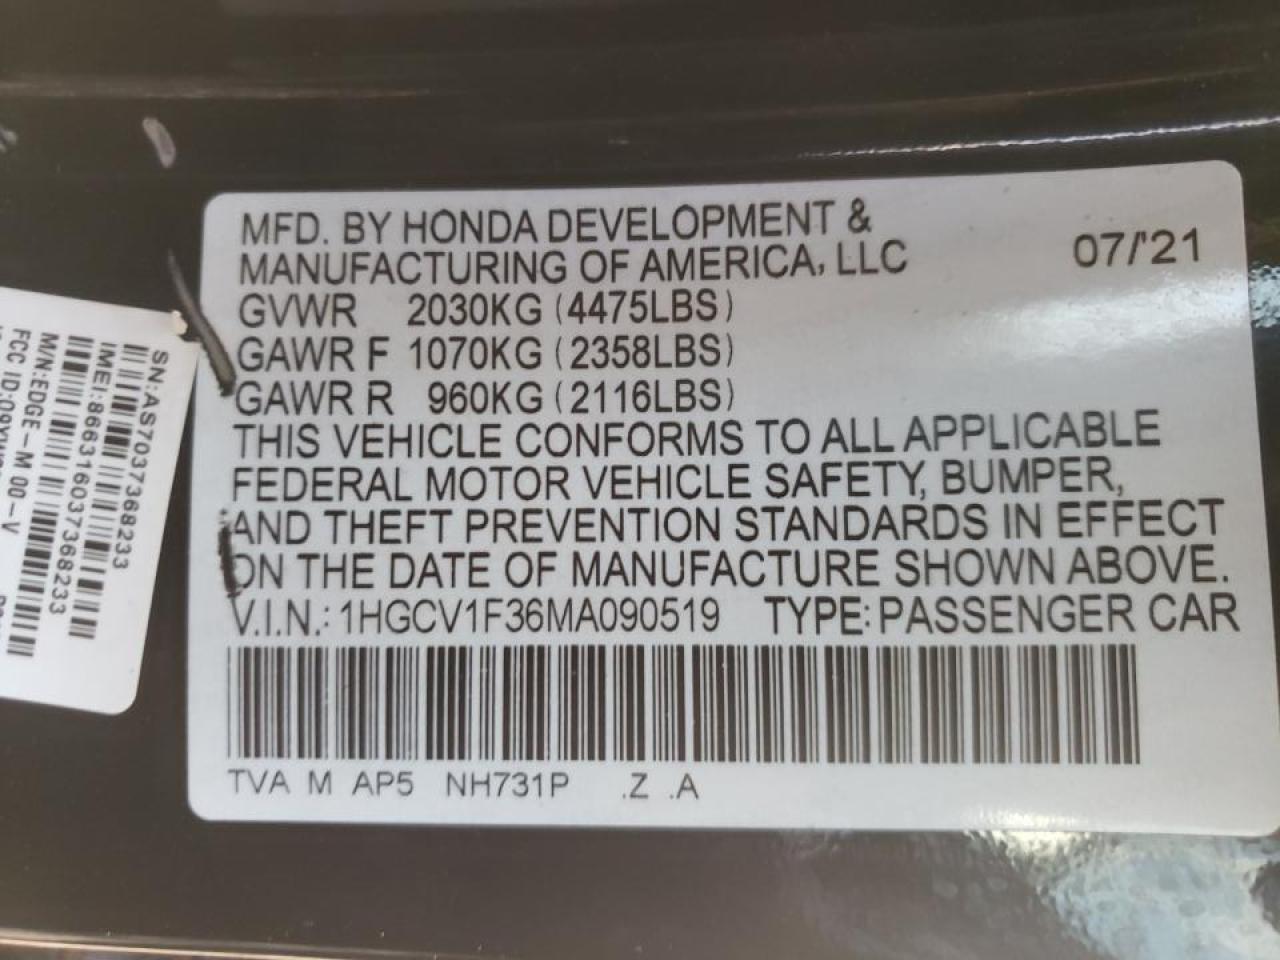 MFD. BY HONDA DEVELOPMENT &
MANUFACTURING OF AMERICA, LLC 07/'21
GVWR 2030KG (4475LBS)
GAWR F 1070KG (2358LBS)
GAWR R 960KG (2116LBS)
THIS VEHICLE CONFORMS TO ALL APPLICABLE
FEDERAL MOTOR VEHICLE SAFETY, BUMPER,
AND THEFT PREVENTION STANDARDS IN EFFECT
ON THE DATE OF MANUFACTURE SHOWN ABOVE.
V.I.N.: 1HGCV1F36MA090519 TYPE: PASSENGER CAR
TVA M AP5 NH731P .Z .A
SN:AS7037368233
IMEI:866316037368233
M/N:EDGE-M 00-V
FCC ID: